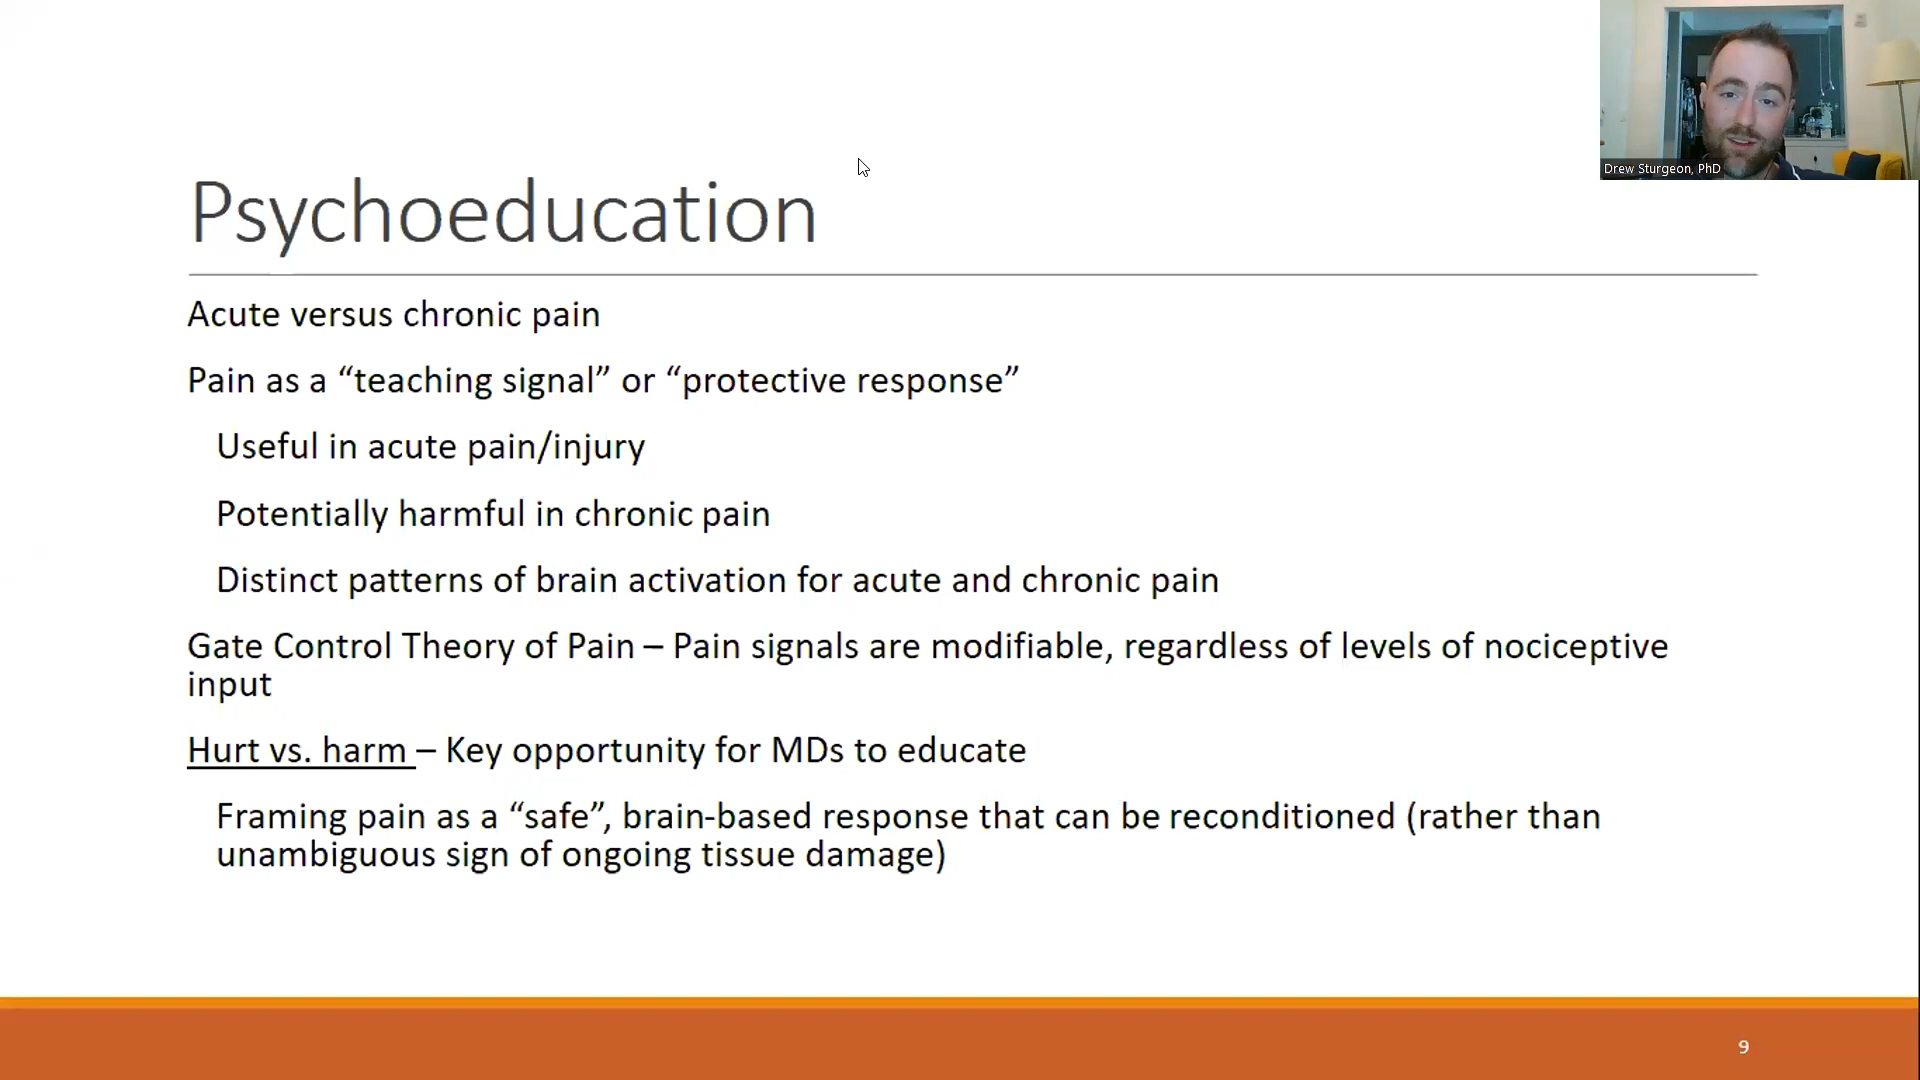 Drew Sturgeon, PhD
Psychoeducation
Acute versus chronic pain
Pain as a “teaching signal” or “protective response”
Useful in acute pain/injury
Potentially harmful in chronic pain
Distinct patterns of brain activation for acute and chronic pain
Gate Control Theory of Pain – Pain signals are modifiable, regardless of levels of nociceptive
input
Hurt vs. harm – Key opportunity for MDs to educate
Framing pain as a “safe”, brain-based response that can be reconditioned (rather than
unambiguous sign of ongoing tissue damage)
9